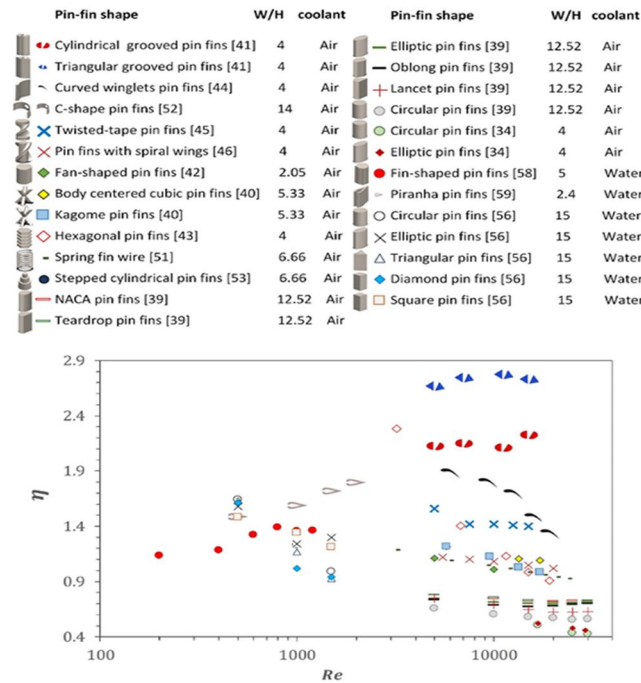 Pin-fin shape W/H coolant
Cylindrical grooved pin fins [41] 4 Air
Triangular grooved pin fins [41] 4 Air
Curved winglets pin fins [44] 4 Air
C-shape pin fins [52] 14 Air
Twisted-tape pin fins [45] 4 Air
Pin fins with spiral wings [46] 4 Air
Fan-shaped pin fins [42] 2.05 Air
Body centered cubic pin fins [40] 5.33 Air
Kagome pin fins [40] 5.33 Air
Hexagonal pin fins [43] 4 Air
Spring fin wire [51] 6.66 Air
Stepped cylindrical pin fins [53] 6.66 Air
NACA pin fins [39] 12.52 Air
Teardrop pin fins [39] 12.52 Air
Pin-fin shape W/H coolant
Elliptic pin fins [39] 12.52 Air
Oblong pin fins [39] 12.52 Air
Lancet pin fins [39] 12.52 Air
Circular pin fins [39] 12.52 Air
Circular pin fins [34] 4 Air
Elliptic pin fins [34] 4 Air
Fin-shaped pin fins [58] 5 Water
Piranha pin fins [59] 2.4 Water
Circular pin fins [56] 15 Water
Elliptic pin fins [56] 15 Water
Triangular pin fins [56] 15 Water
Diamond pin fins [56] 15 Water
Square pin fins [56] 15 Water
2.9
2.4
1.9
η
1.4
0.9
0.4
100 1000 10000
Re